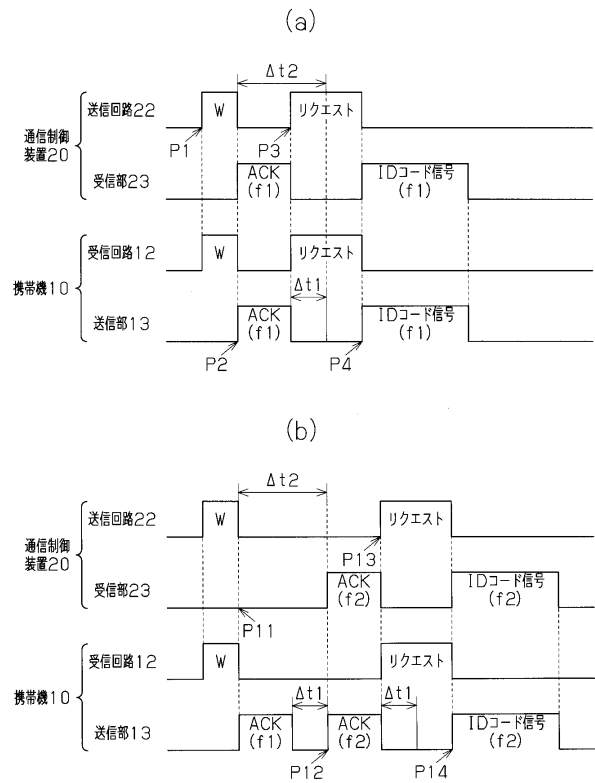 (a)
Δt2
送信回路22
W
リクエスト
通信制御
装置20
P1
P3
受信部23
ACK
(f1)
IDコード信号
(f1)
受信回路12
W
リクエスト
携帯機10
Δt1
送信部13
ACK
(f1)
IDコード信号
(f1)
P2
P4
(b)
Δt2
送信回路22
W
リクエスト
通信制御
装置20
P13
受信部23
ACK
(f2)
IDコード信号
(f2)
P11
受信回路12
W
リクエスト
携帯機10
Δt1
Δt1
送信部13
ACK
(f1)
ACK
(f2)
IDコード信号
(f2)
P12
P14